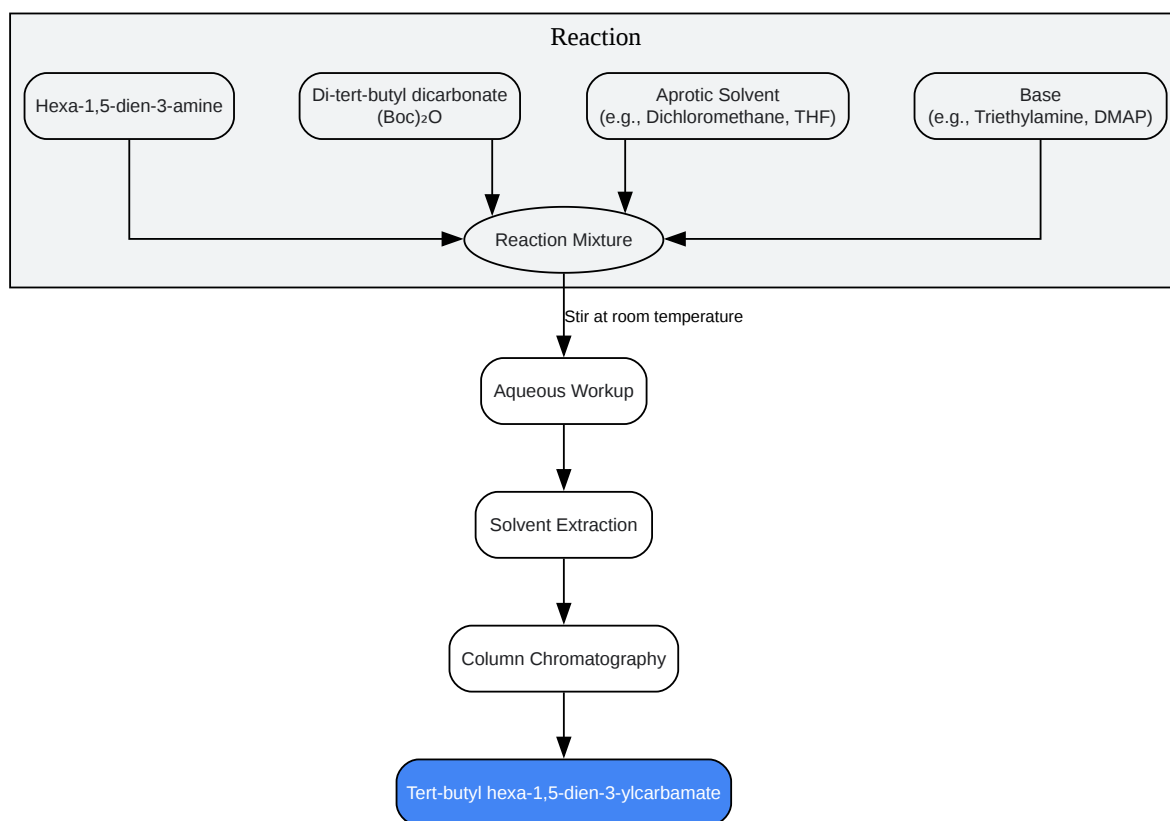 Reaction
Hexa-1,5-dien-3-amine
Di-tert-butyl dicarbonate
(Boc)₂O
Aprotic Solvent
(e.g., Dichloromethane, THF)
Base
(e.g., Triethylamine, DMAP)
Reaction Mixture
Stir at room temperature
Aqueous Workup
Solvent Extraction
Column Chromatography
Tert-butyl hexa-1,5-dien-3-ylcarbamate